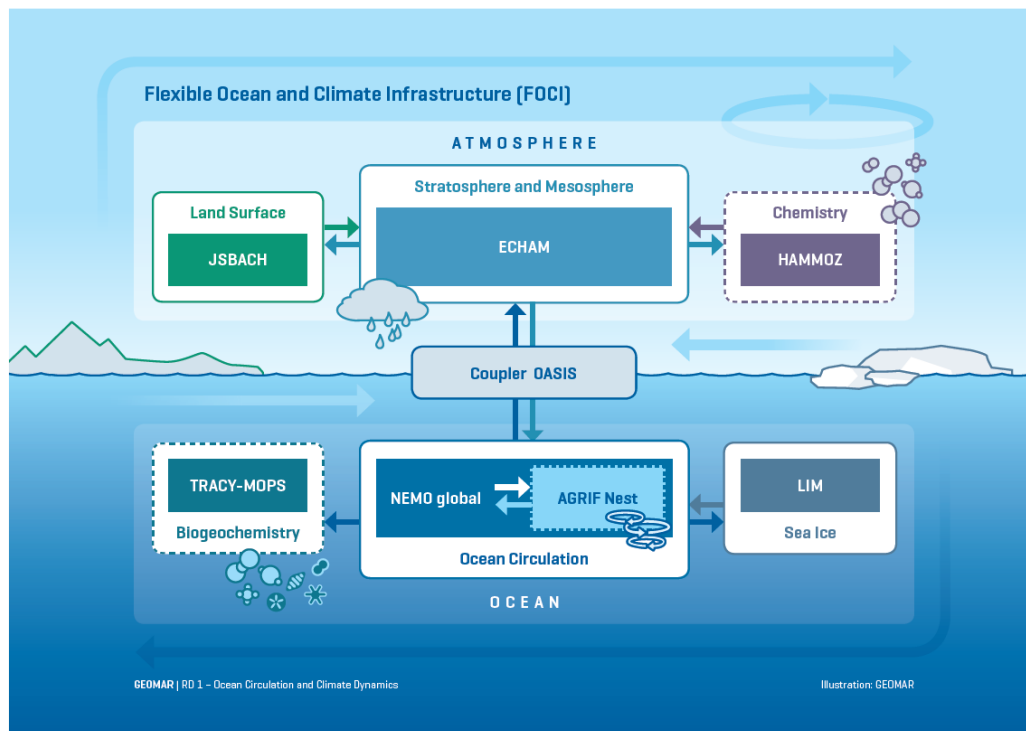 Flexible Ocean and Climate Infrastructure (FOCI)
ATMOSPHERE
Stratosphere and Mesosphere
Land Surface
Chemistry
JSBACH
ECHAM
HAMMOZ
Coupler OASIS
TRACY-MOPS
NEMO global
AGRIF Nest
LIM
Biogeochemistry
Sea Ice
Ocean Circulation
OCEAN
GEOMAR | RD 1 – Ocean Circulation and Climate Dynamics
Illustration: GEOMAR